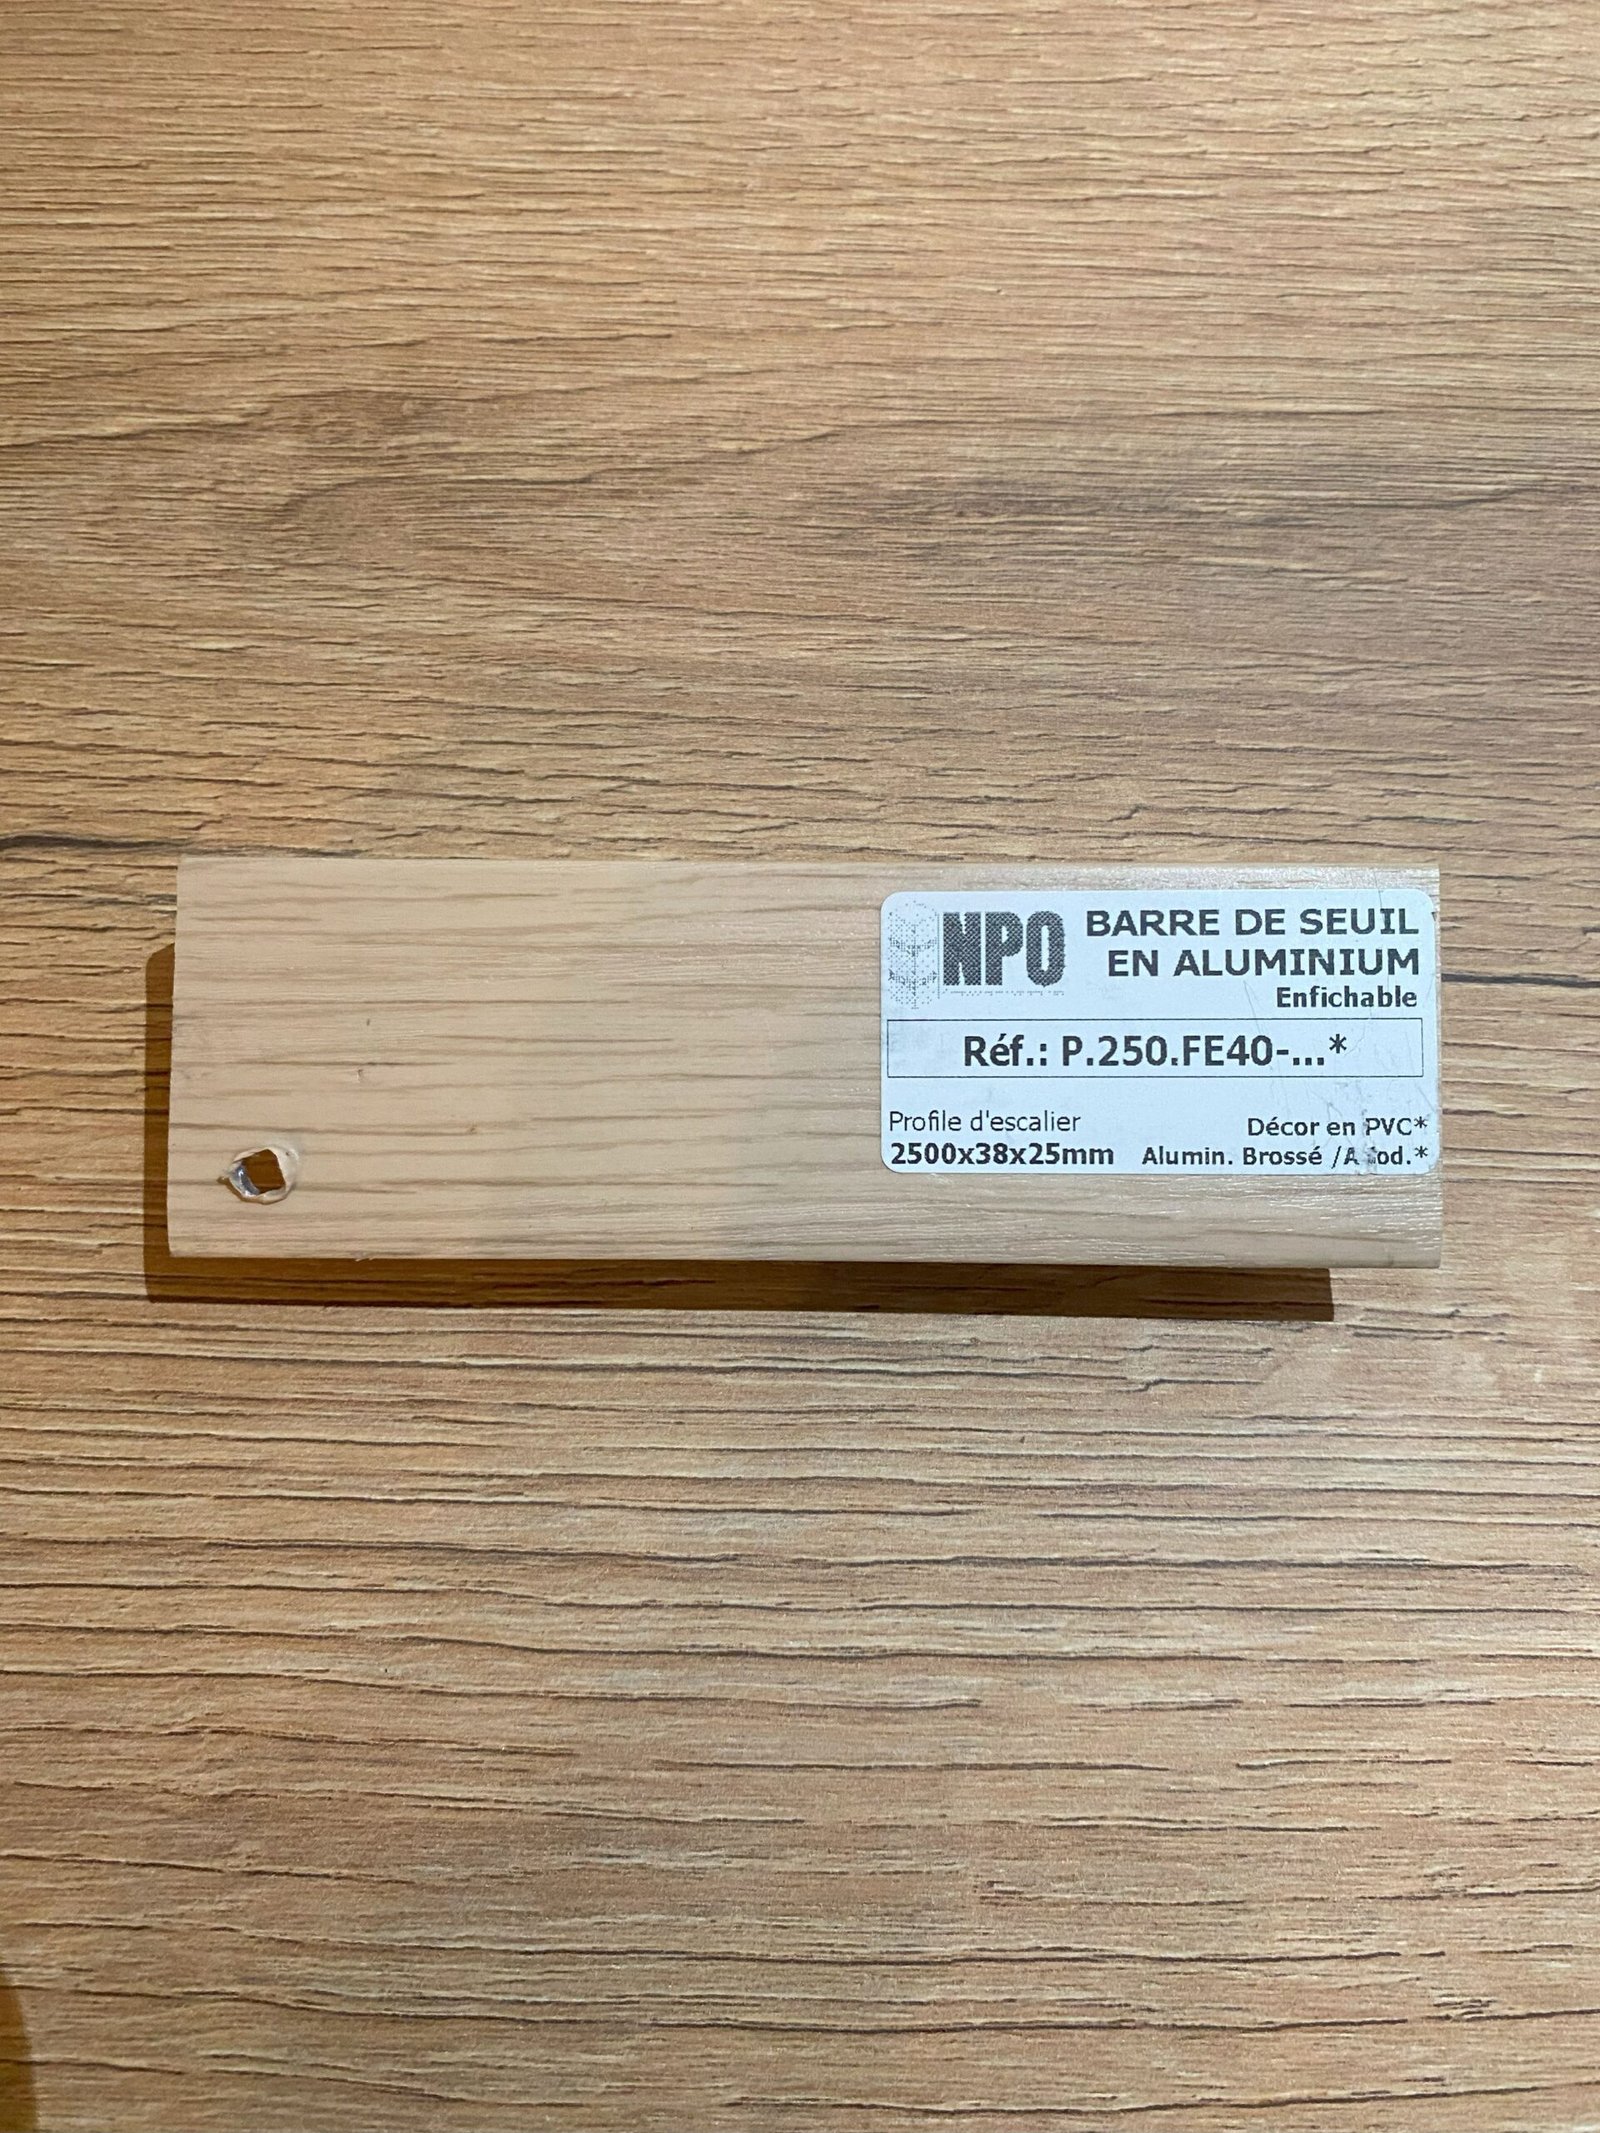 NPO
BARRE DE SEUIL
EN ALUMINIUM
Enfichable
Réf.: P.250.FE40-...*
Profile d'escalier
2500x38x25mm
Décor en PVC*
Alumin. Brossé /